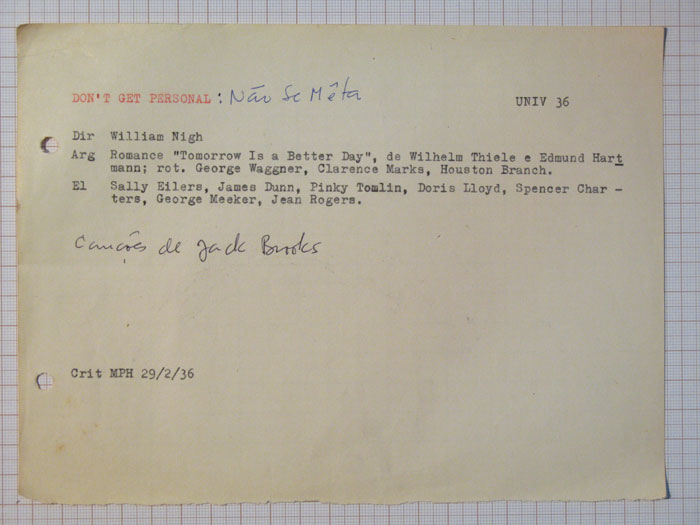 DON'T GET PERSONAL : Não Se Mêta UNIV 36
Dir William Nigh
Arg Romance "Tomorrow Is a Better Day", de Wilhelm Thiele e Edmund Hart
mann; rot. George Waggner, Clarence Marks, Houston Branch.
El Sally Eilers, James Dunn, Pinky Tomlin, Doris Lloyd, Spencer Char -
ters, George Meeker, Jean Rogers.
Canções de Jack Brooks
Crit MPH 29/2/36